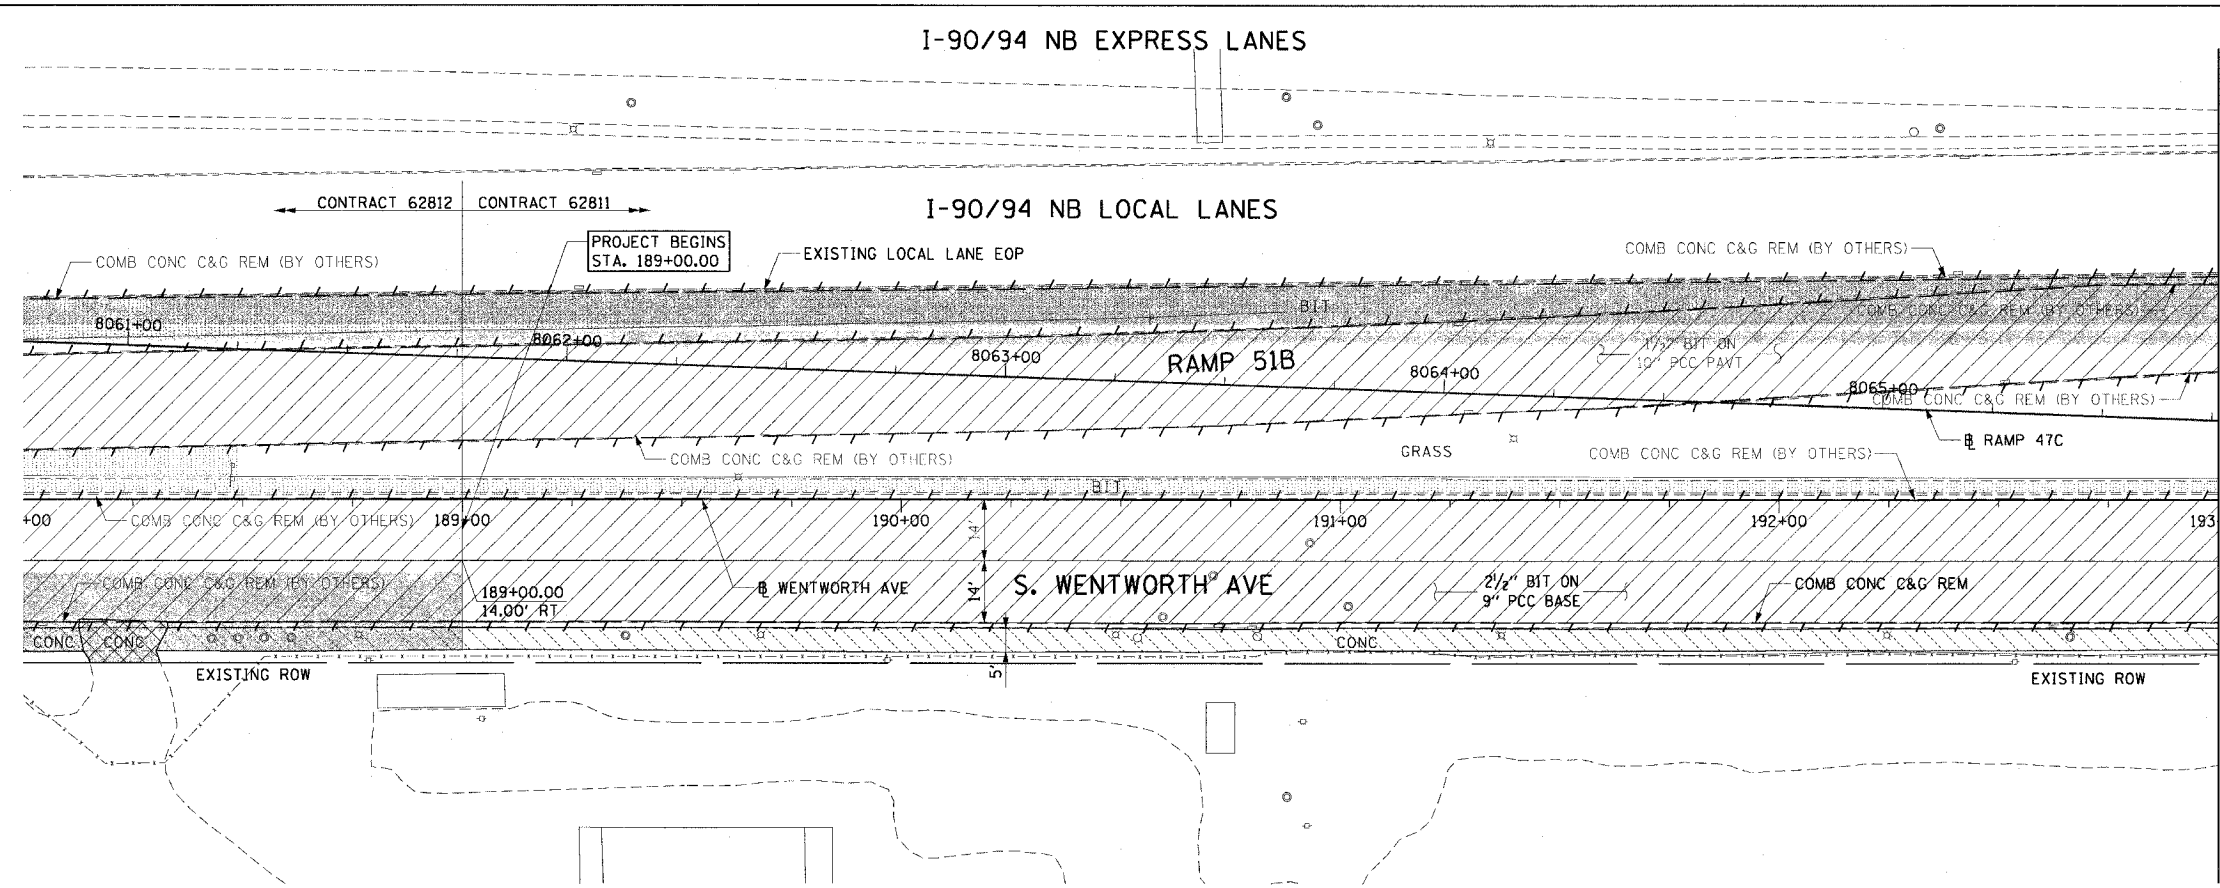 I-90/94 NB EXPRESS LANES
CONTRACT 62812
CONTRACT 62811
I-90/94 NB LOCAL LANES
PROJECT BEGINS
STA. 189+00.00
COMB CONC C&G REM (BY OTHERS)
EXISTING LOCAL LANE EOP
COMB CONC C&G REM (BY OTHERS)
BIT
COMB CONC C&G REM (BY OTHERS)
8061+00
8062+00
8063+00
RAMP 51B
8064+00
1½" BIT ON
10" PCC PAVT
8065+00
COMB CONC C&G REM (BY OTHERS)
RAMP 47C
GRASS
COMB CONC C&G REM (BY OTHERS)
COMB CONC C&G REM (BY OTHERS)
BIT
+00
COMB CONC C&G REM (BY OTHERS)
189+00
190+00
14'
191+00
192+00
193
COMB CONC C&G REM (BY OTHERS)
189+00.00
14.00' RT
℄ WENTWORTH AVE
14'
S. WENTWORTH AVE
2½" BIT ON
9" PCC BASE
COMB CONC C&G REM
CONC
CONC
CONC
5'
EXISTING ROW
EXISTING ROW